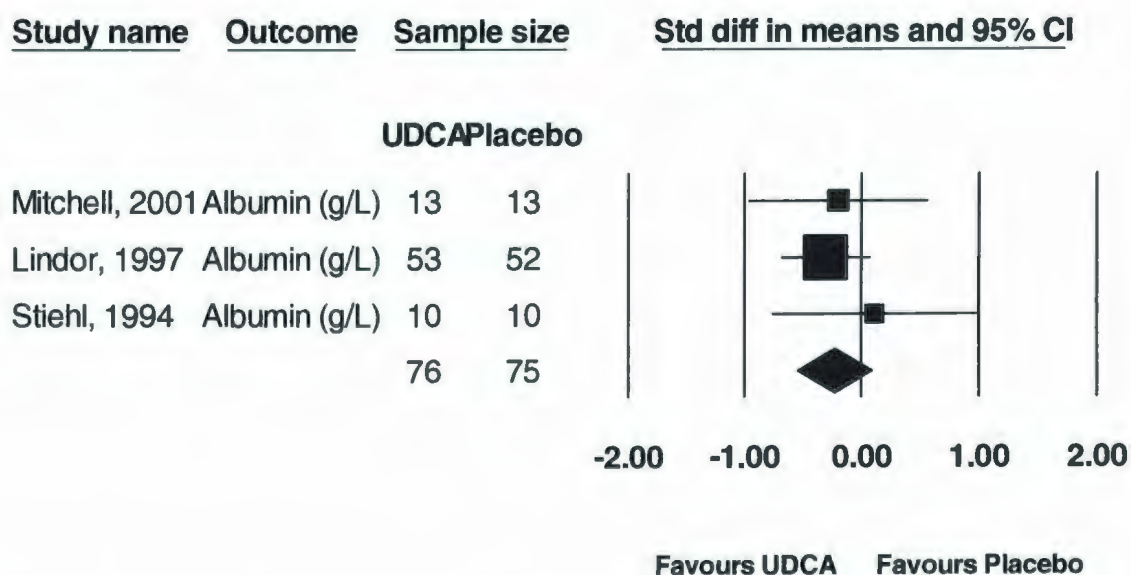 Study name Outcome Sample size Std diff in means and 95% CI
UDCA Placebo
Mitchell, 2001 Albumin (g/L) 13 13
Lindor, 1997 Albumin (g/L) 53 52
Stiehl, 1994 Albumin (g/L) 10 10
76 75
-2.00 -1.00 0.00 1.00 2.00
Favours UDCA Favours Placebo